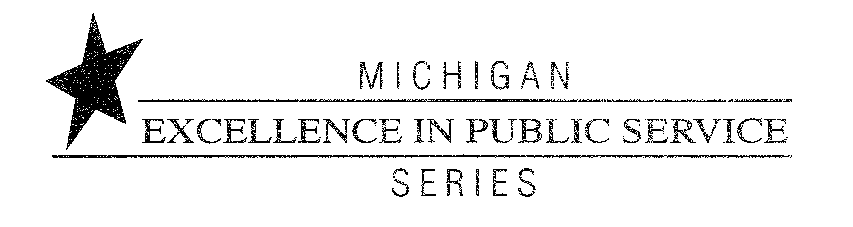 MICHIGAN
EXCELLENCE IN PUBLIC SERVICE
SERIES